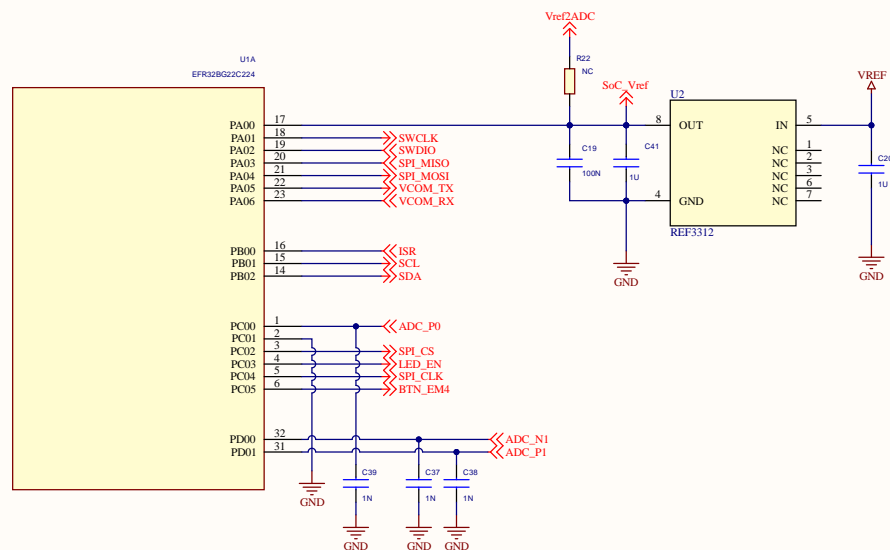 Vref2ADC
U1A
EFR32BG22C224
R22
NC
SoC_Vref
U2
VREF
PA00 17
PA01 18 SWCLK
PA02 19 SWDIO
PA03 20 SPI_MISO
PA04 21 SPI_MOSI
PA05 22 VCOM_TX
PA06 23 VCOM_RX
8 OUT IN 5
NC 1
NC 2
NC 3
NC 6
NC 7
4 GND
REF3312
C19
100N
C41
1U
C20
1U
GND
GND
PB00 16 ISR
PB01 15 SCL
PB02 14 SDA
PC00 1 ADC_P0
PC01 2
PC02 3 SPI_CS
PC03 4 LED_EN
PC04 5 SPI_CLK
PC05 6 BTN_EM4
PD00 32 ADC_N1
PD01 31 ADC_P1
C39
1N
C37
1N
C38
1N
GND
GND
GND
GND